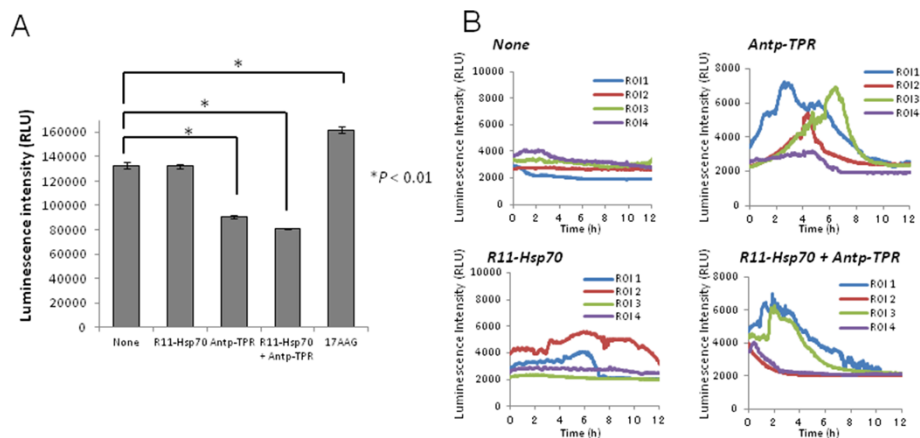 A
Luminescence intensity (RLU)
160000
140000
120000
100000
80000
60000
40000
20000
0
*
*
*
*P < 0.01
None
R11-Hsp70
Antp-TPR
R11-Hsp70
+ Antp-TPR
17AAG
B
None
Luminescence Intensity (RLU)
10000
8000
6000
4000
2000
0
0 2 4 6 8 10 12
Time (h)
ROI1
ROI2
ROI3
ROI4
Antp-TPR
Luminescence Intensity (RLU)
8000
6000
4000
2000
0
0 2 4 6 8 10 12
Time (h)
ROI1
ROI2
ROI3
ROI4
R11-Hsp70
Luminescence Intensity (RLU)
10000
8000
6000
4000
2000
0
0 2 4 6 8 10 12
Time (h)
ROI 1
ROI 2
ROI 3
ROI 4
R11-Hsp70 + Antp-TPR
Luminescence Intensity (RLU)
8000
6000
4000
2000
0
0 2 4 6 8 10 12
Time (h)
ROI 1
ROI 2
ROI 3
ROI 4